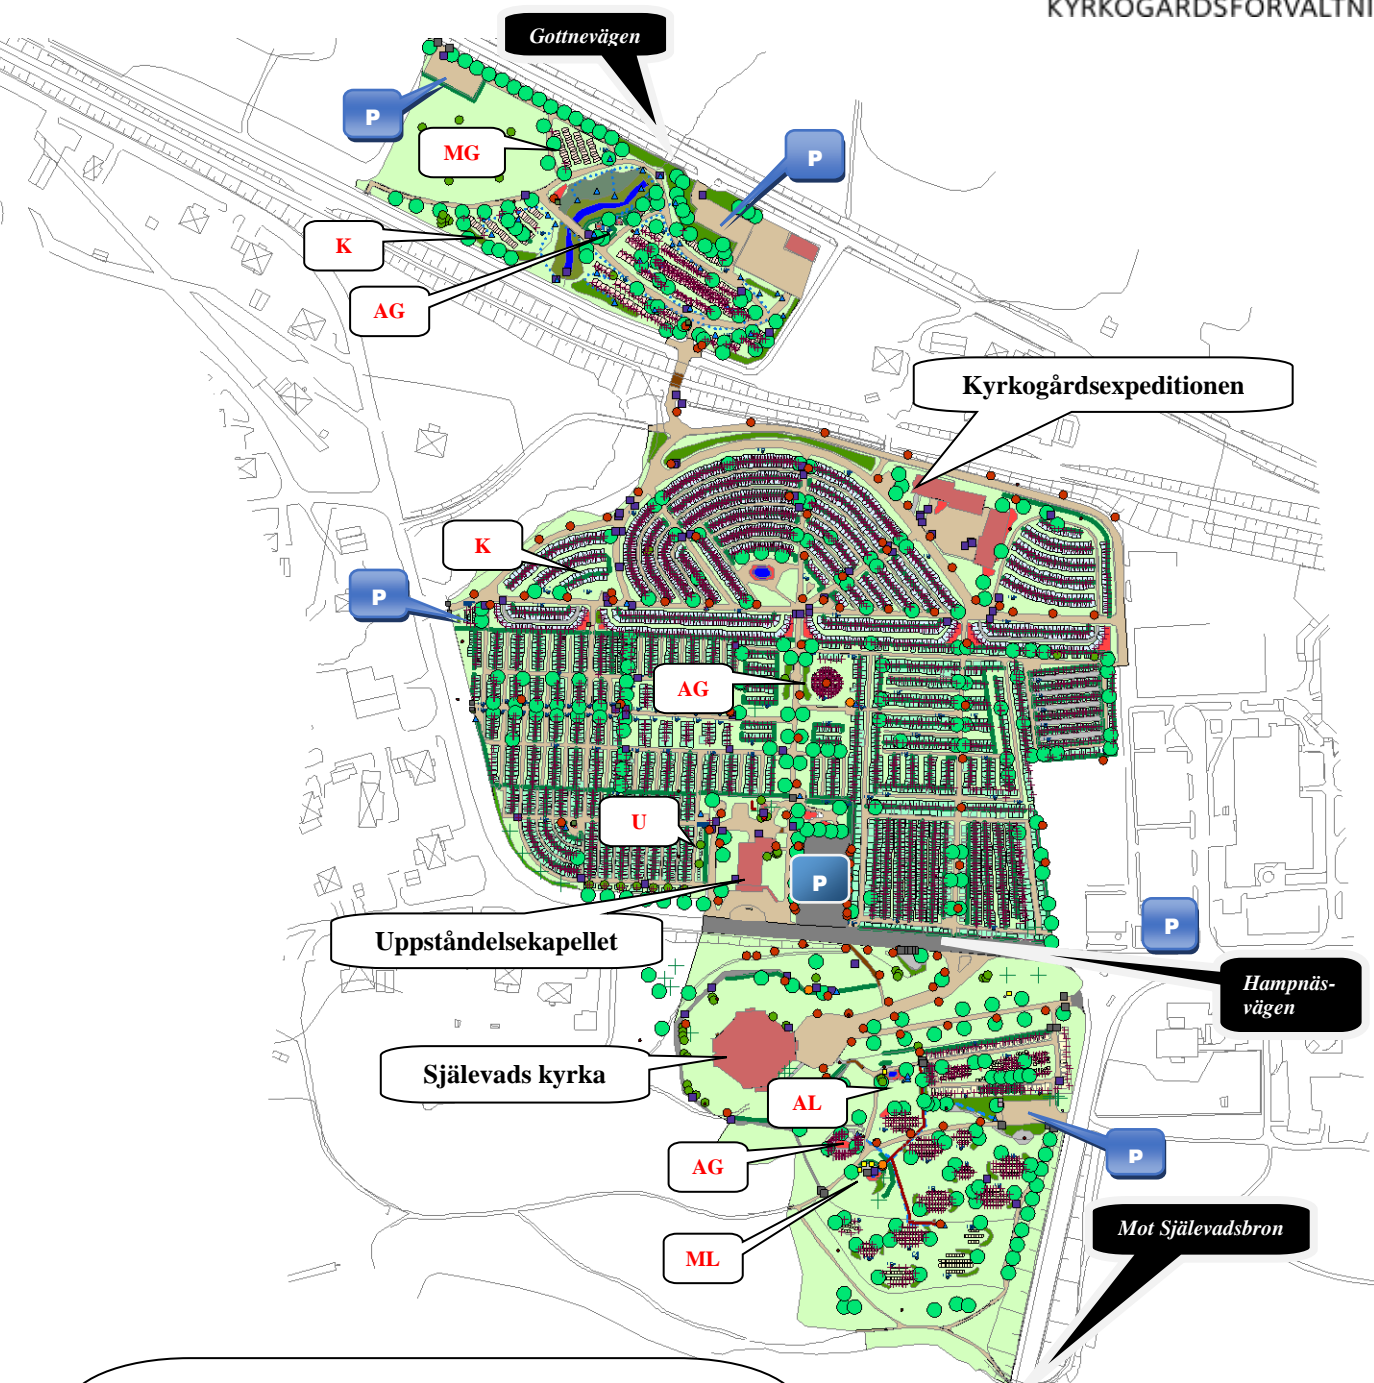 KYRKOGÅRDSFÖRVALTNI
Gottnevägen
P
MG
P
K
AG
Kyrkogårdsexpeditionen
K
P
AG
U
P
P
Uppståndelsekapellet
Hampnäs-
vägen
Själevads kyrka
AL
AG
P
ML
Mot Själevadsbron